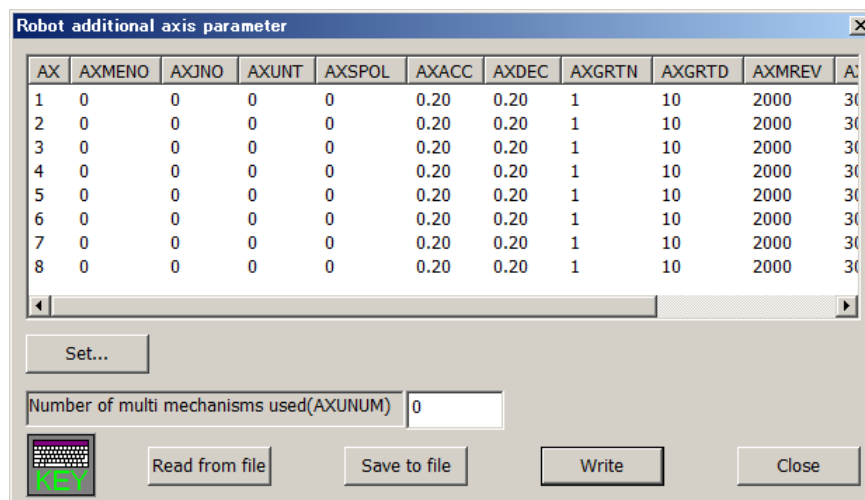 Robot additional axis parameter
AX AXMENO AXJNO AXUNT AXSPOL AXACC AXDEC AXGRTN AXGRTD AXMREV
1 0 0 0 0 0.20 0.20 1 10 2000
2 0 0 0 0 0.20 0.20 1 10 2000
3 0 0 0 0 0.20 0.20 1 10 2000
4 0 0 0 0 0.20 0.20 1 10 2000
5 0 0 0 0 0.20 0.20 1 10 2000
6 0 0 0 0 0.20 0.20 1 10 2000
7 0 0 0 0 0.20 0.20 1 10 2000
8 0 0 0 0 0.20 0.20 1 10 2000
Set...
Number of multi mechanisms used(AXUNUM) 0
KEY Read from file Save to file Write Close